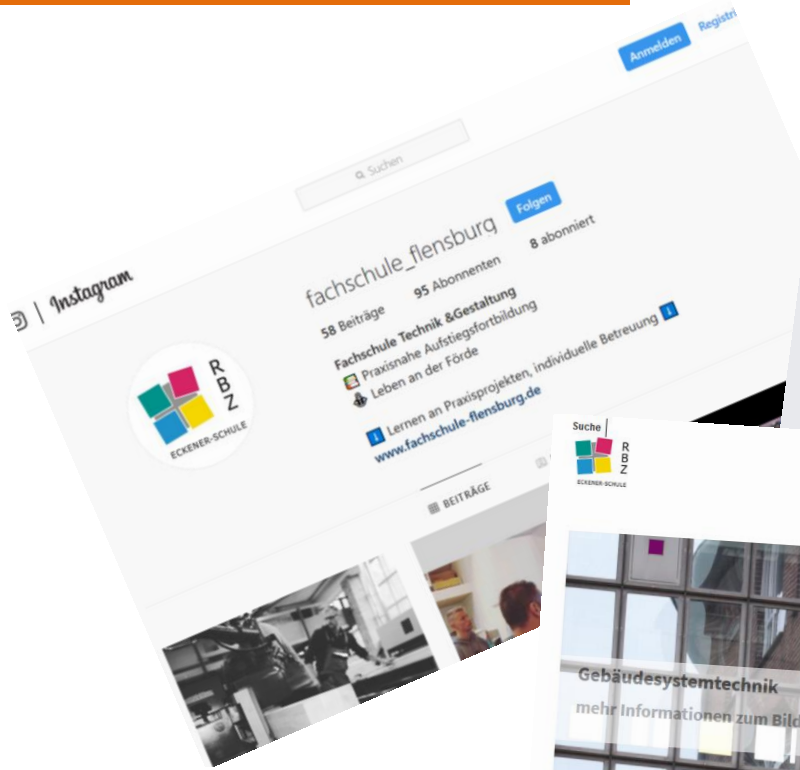 Anmelden
Registri
Suchen
Instagram
fachschule_flensburg
Folgen
58 Beiträge
95 Abonnenten
8 abonniert
Fachschule Technik &Gestaltung
Praxisnahe Aufstiegsfortbildung
Leben an der Förde
Lernen an Praxisprojekten, individuelle Betreuung
www.fachschule-flensburg.de
R
B
Z
ECKENER-SCHULE
BEITRÄGE
Suche
R
B
Z
ECKENER-SCHULE
Gebäudesystemtechnik
mehr Informationen zum Bild